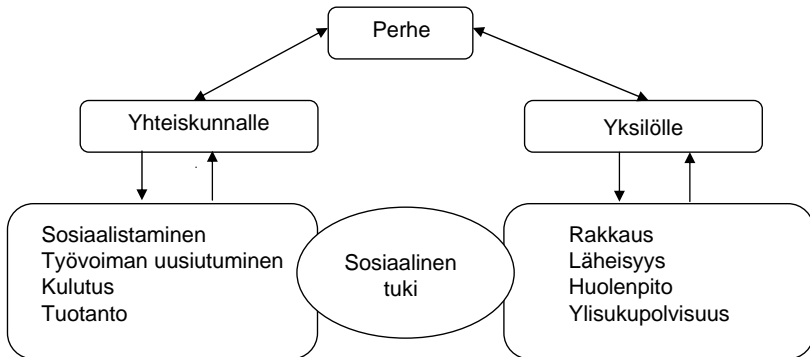 Perhe
Yhteiskunnalle
Yksilölle
Sosiaalistaminen
Työvoiman uusiutuminen
Kulutus
Tuotanto
Sosiaalinen
tuki
Rakkaus
Läheisyys
Huolenpito
Ylisukupolvisuus